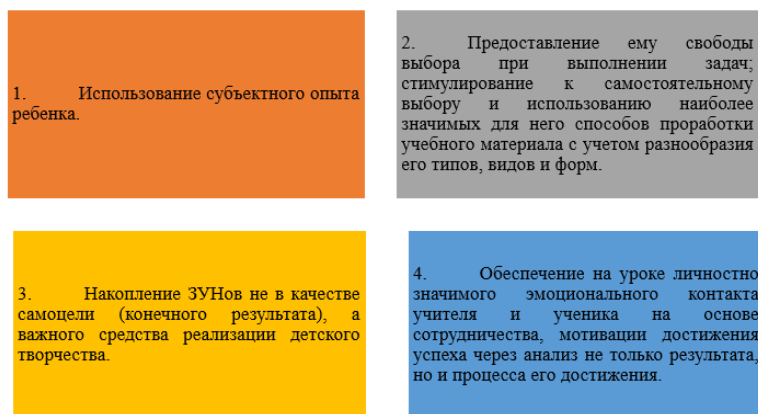 1. Использование субъектного опыта
ребенка.
2. Предоставление ему свободы
выбора при выполнении задач;
стимулирование к самостоятельному
выбору и использованию наиболее
значимых для него способов проработки
учебного материала с учетом разнообразия
его типов, видов и форм.
3. Накопление ЗУНов не в качестве
самоцели (конечного результата), а
важного средства реализации детского
творчества.
4. Обеспечение на уроке личностно
значимого эмоционального контакта
учителя и ученика на основе
сотрудничества, мотивации достижения
успеха через анализ не только результата,
но и процесса его достижения.